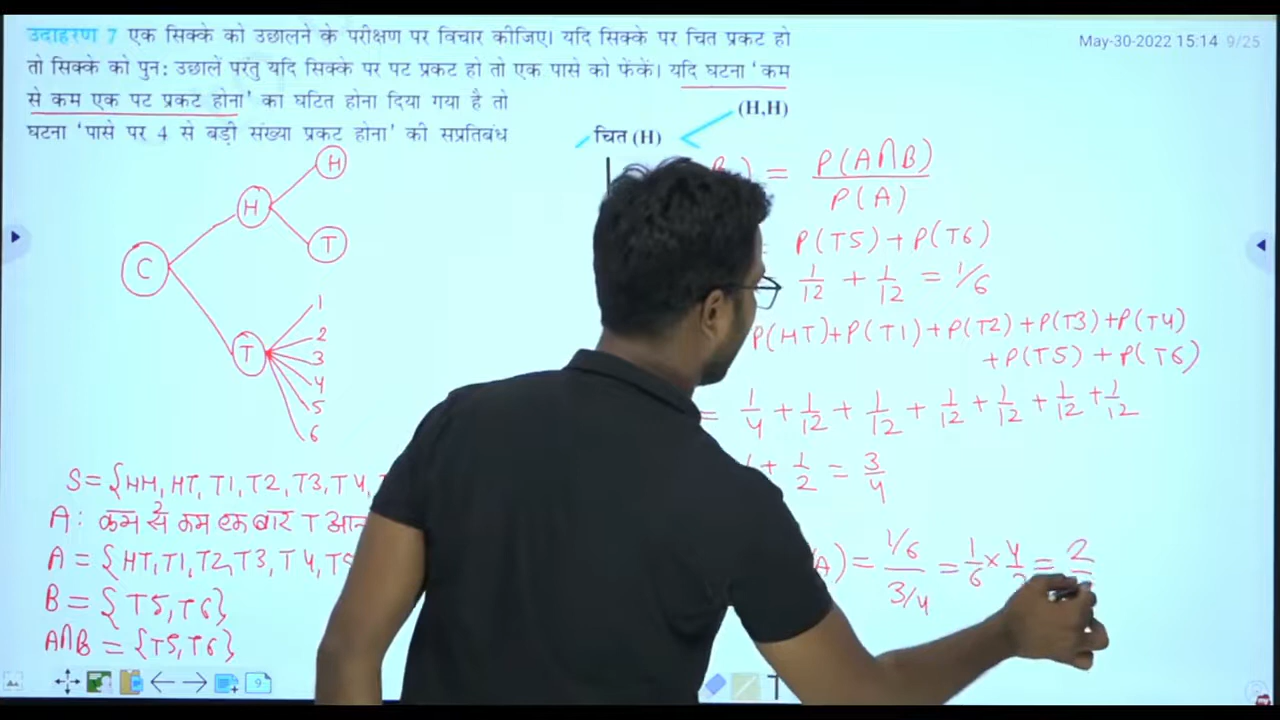 उदाहरण 7 एक सिक्के को उछालने के परीक्षण पर विचार कीजिए। यदि सिक्के पर चित प्रकट हो
तो सिक्के को पुन: उछालें परंतु यदि सिक्के पर पट प्रकट हो तो एक पासे को फेंकें। यदि घटना 'कम
से कम एक पट प्रकट होना' का घटित होना दिया गया है तो
घटना 'पासे पर 4 से बड़ी संख्या प्रकट होना' की सप्रतिबंध
May-30-2022 15:14 9/25
(H,H)
चित (H)
C
H
H
T
T
1
2
3
4
5
6
S={HH, HT, T1, T2, T3, T4,
A: कम से कम एक बार T आन
A = {HT, T1, T2, T3, T4, T5
B = {T5, T6}
A∩B = {T5, T6}
= P(A∩B)/P(A)
= P(T5)+P(T6)
1/12 + 1/12 = 1/6
P(HT)+P(T1)+P(T2)+P(T3)+P(T4)
+P(T5)+P(T6)
= 1/4 + 1/12 + 1/12 + 1/12 + 1/12 + 1/12 + 1/12
+ 1/2 = 3/4
A) = 1/6 / 3/4 = 1/6 × 4/ = 2
9
T